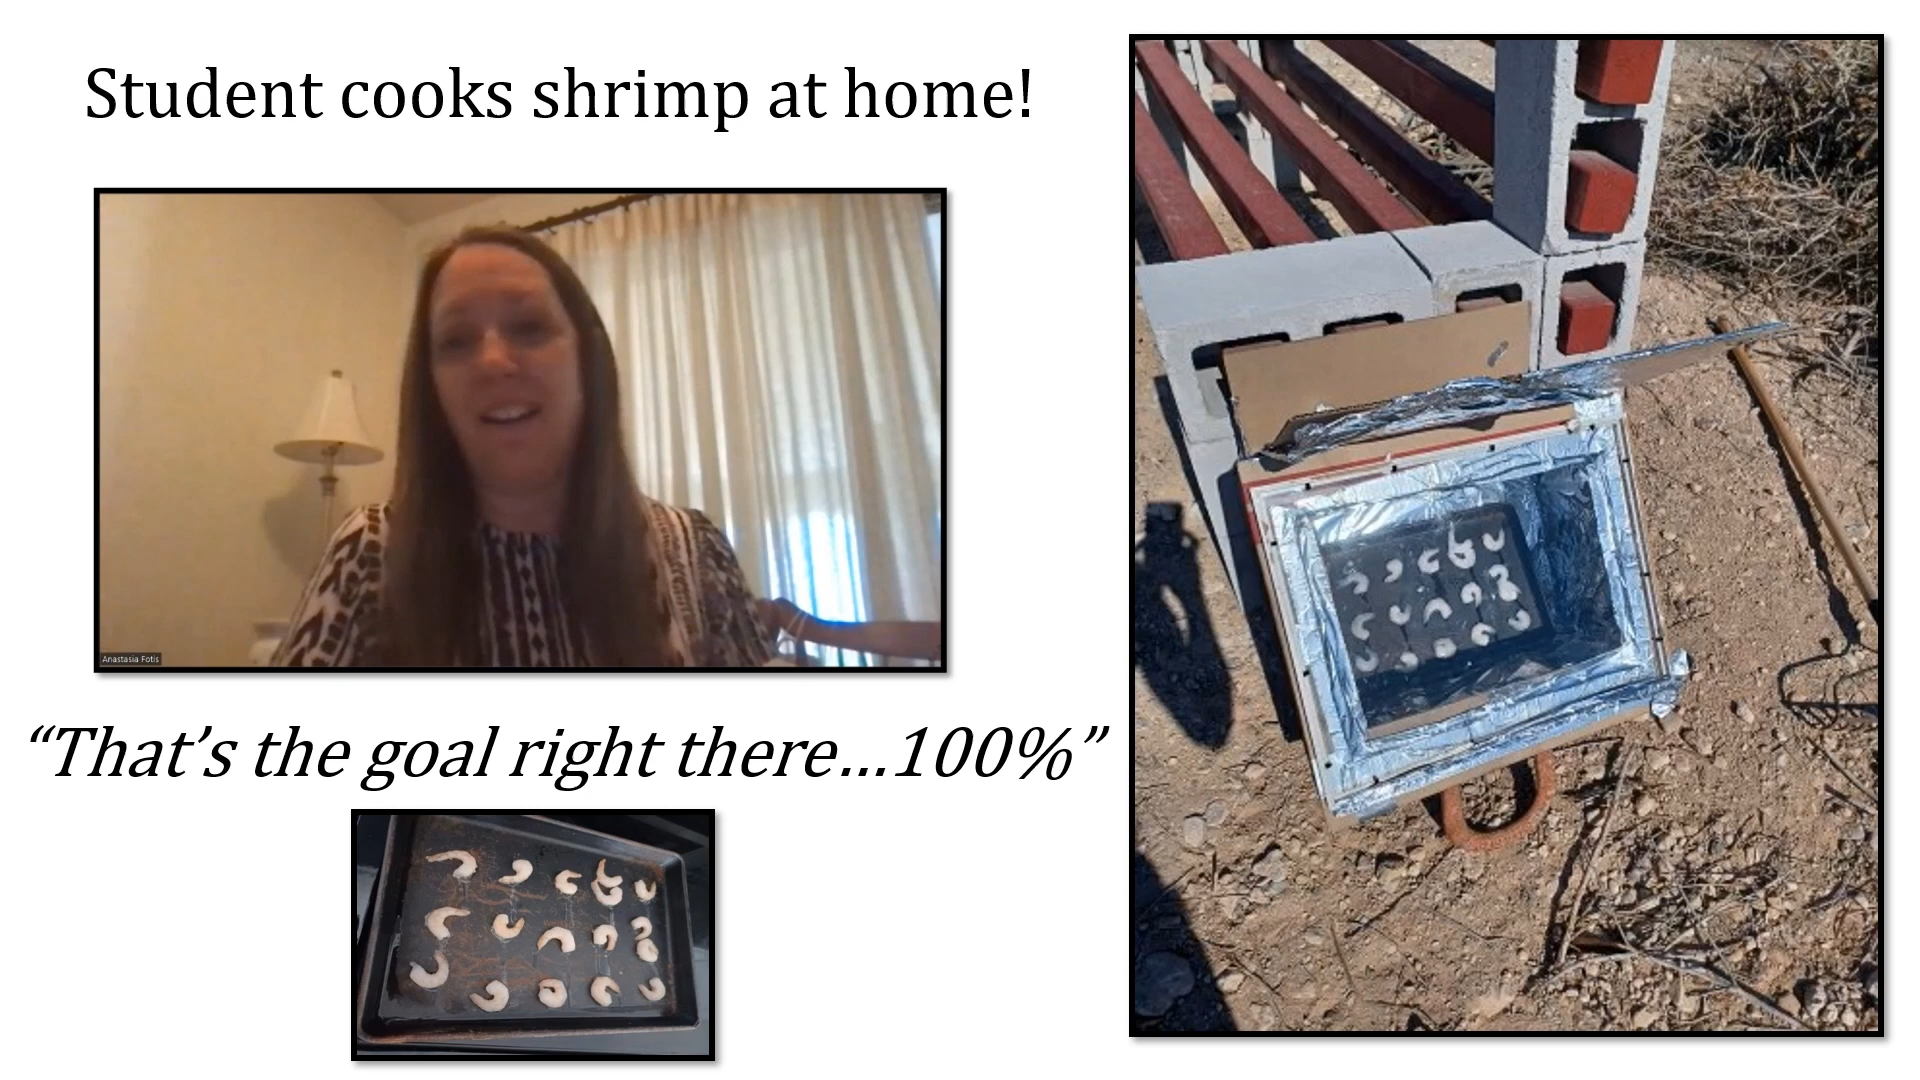 Student cooks shrimp at home!
Anastasia Fotis
“That’s the goal right there…100%”